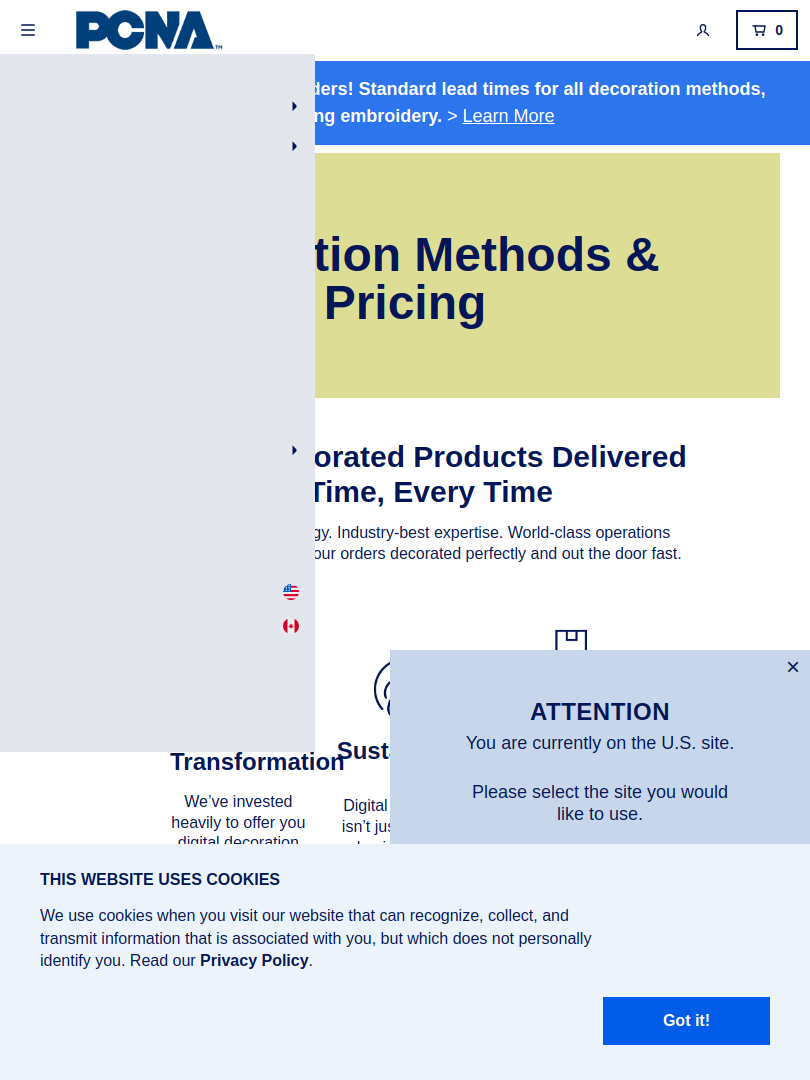 PCNA™
0
ders! Standard lead times for all decoration methods,
ng embroidery. > Learn More
tion Methods &
Pricing
orated Products Delivered
Time, Every Time
gy. Industry-best expertise. World-class operations
our orders decorated perfectly and out the door fast.
ATTENTION
You are currently on the U.S. site.
Please select the site you would
like to use.
Transformation
We’ve invested
heavily to offer you
digital decoration
Digital
isn’t jus
THIS WEBSITE USES COOKIES
We use cookies when you visit our website that can recognize, collect, and
transmit information that is associated with you, but which does not personally
identify you. Read our Privacy Policy.
Got it!